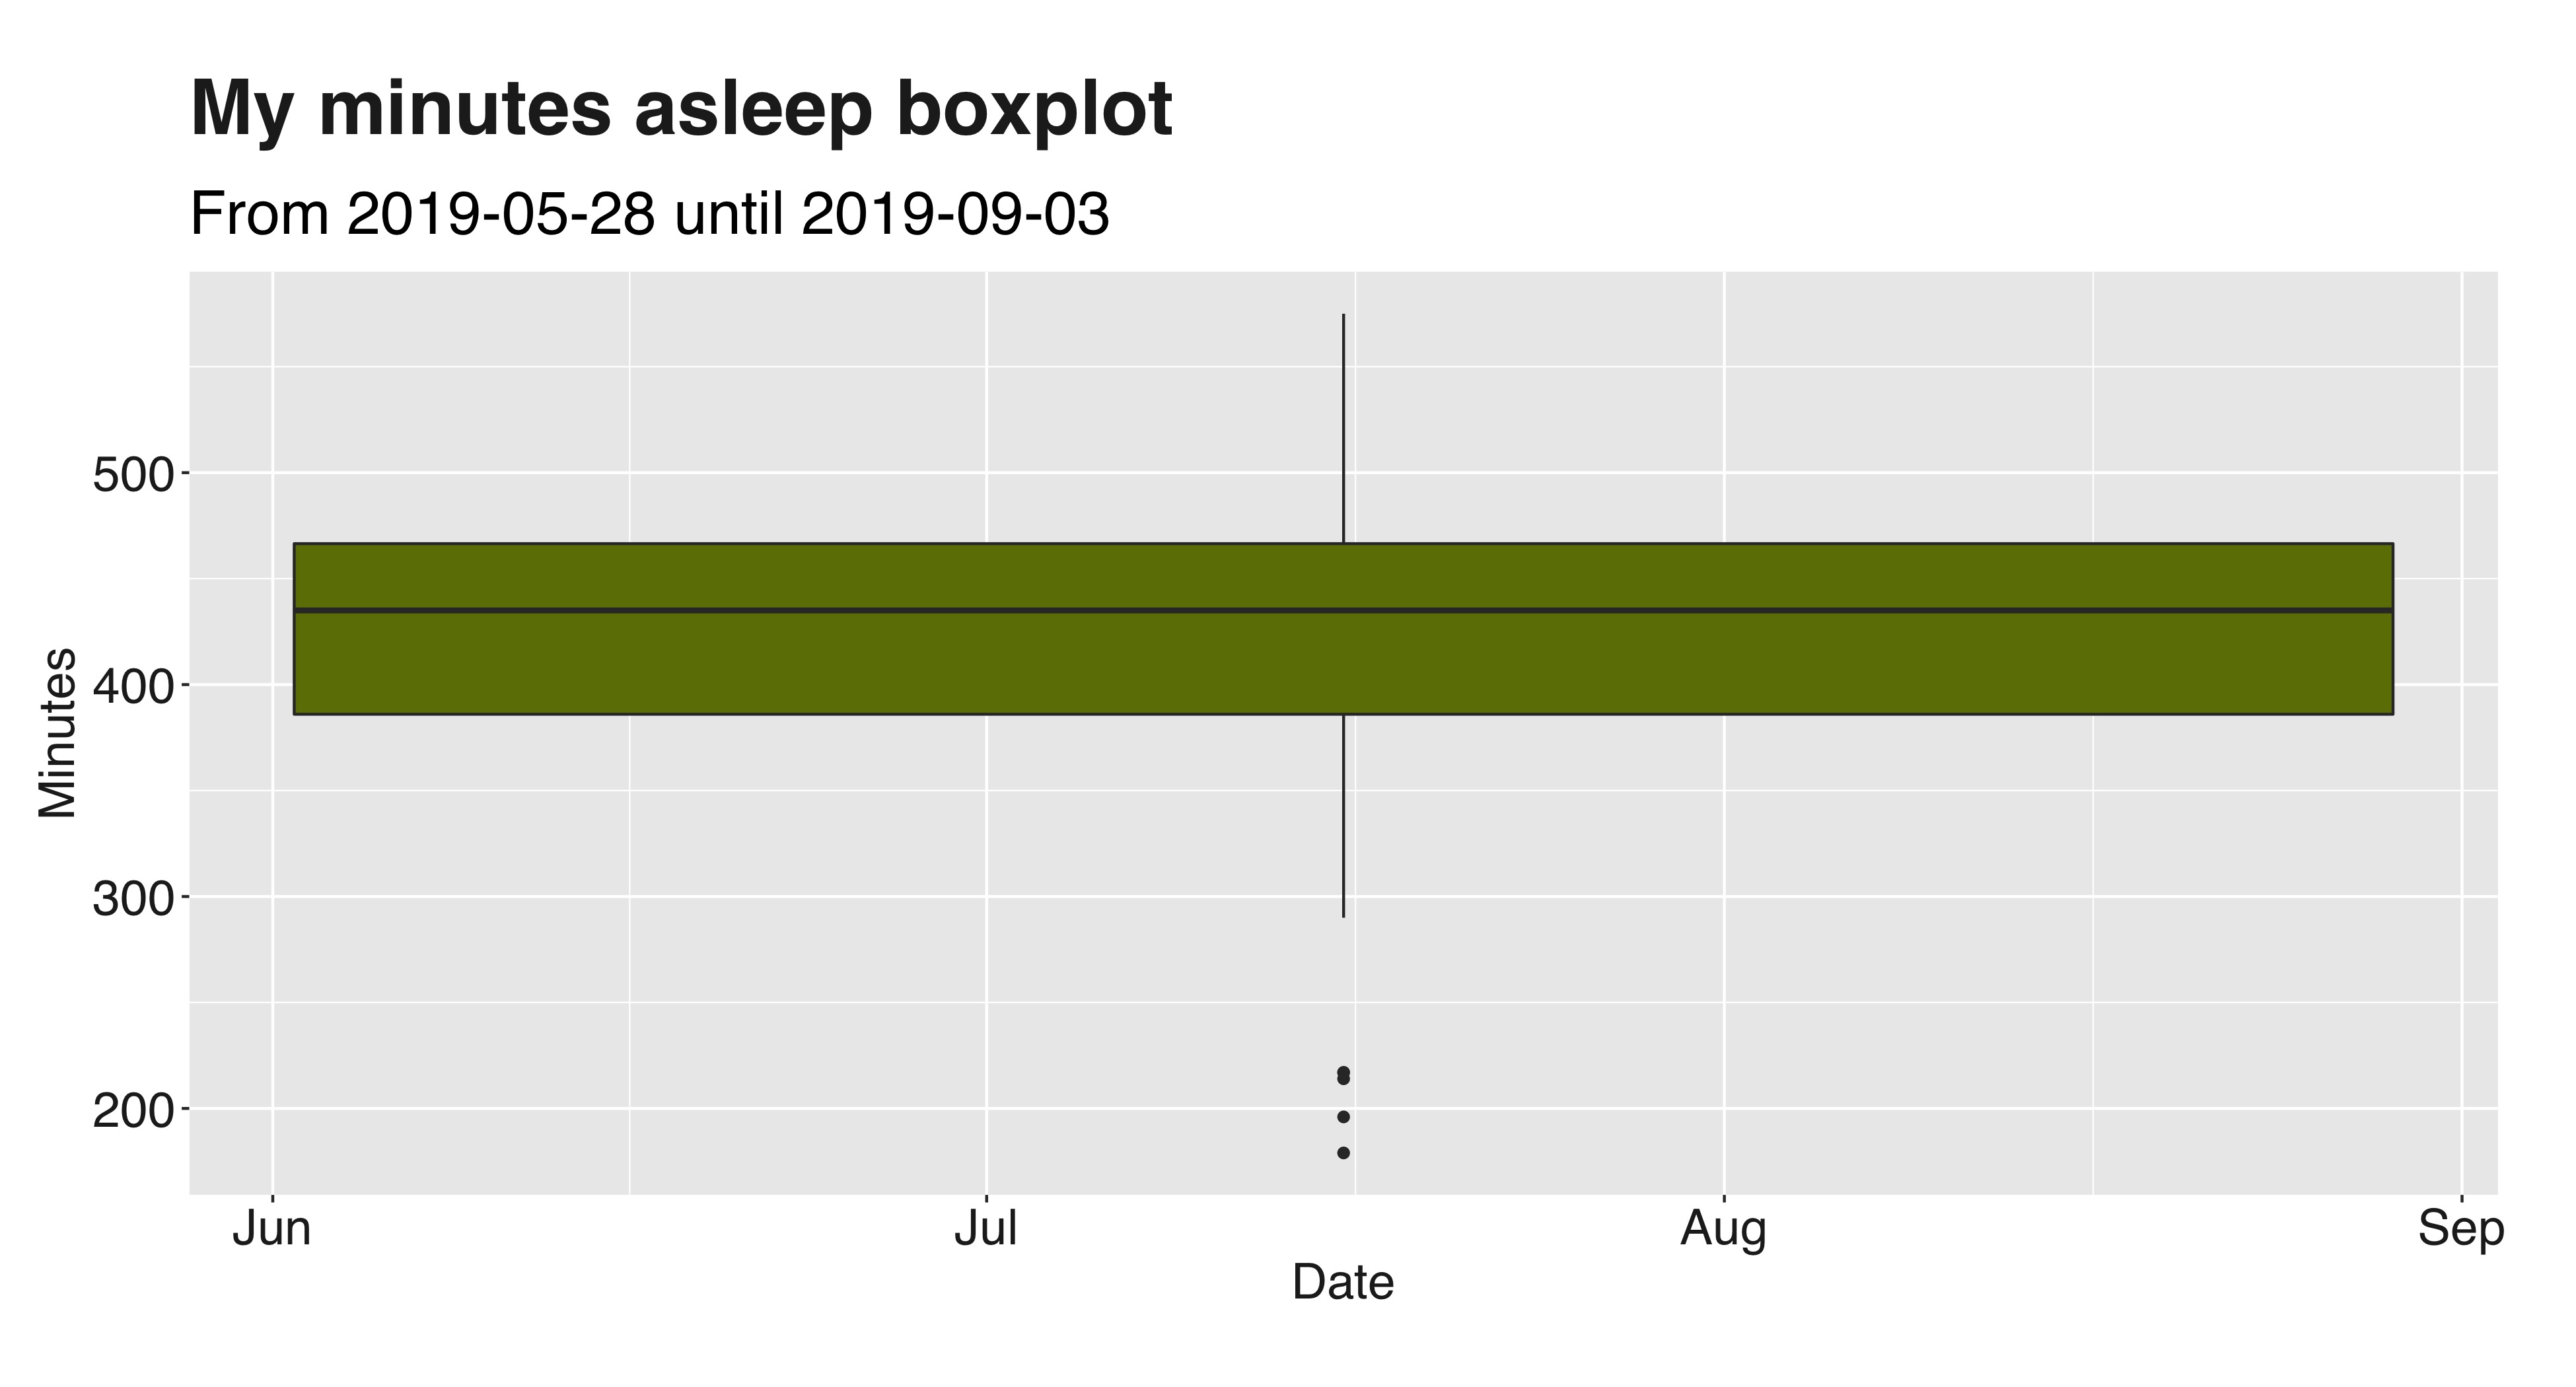 My minutes asleep boxplot
From 2019-05-28 until 2019-09-03
Minutes
500
400
300
200
Jun Jul Aug Sep
Date